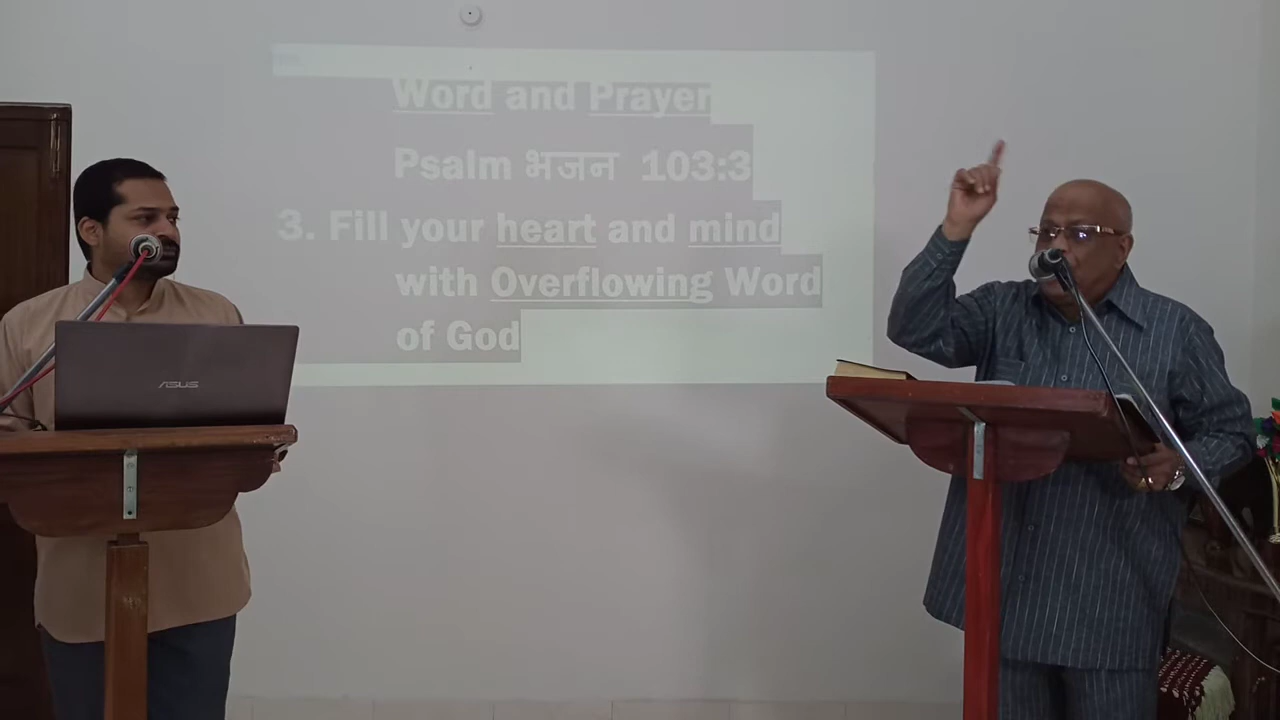 Word and Prayer
Psalm भजन 103:3
3. Fill your heart and mind
with Overflowing Word
of God
ASUS